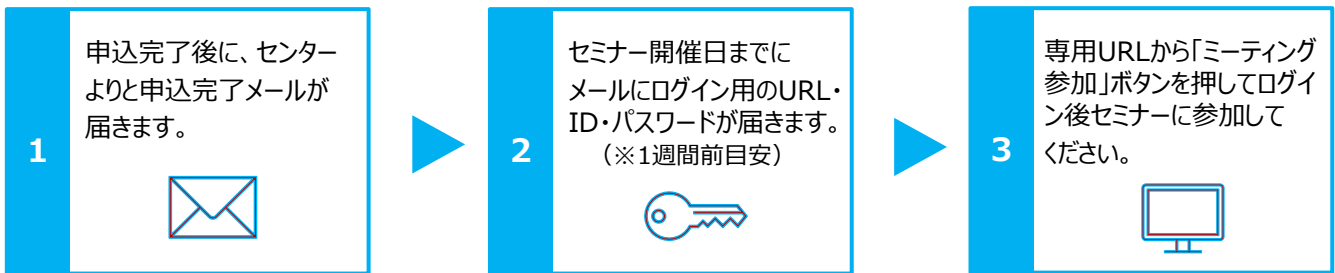 1
申込完了後に、センター
よりと申込完了メールが
届きます。
2
セミナー開催日までに
メールにログイン用のURL・
ID・パスワードが届きます。
（※1週間前目安）
3
専用URLから「ミーティング
参加」ボタンを押してログイ
ン後セミナーに参加して
ください。